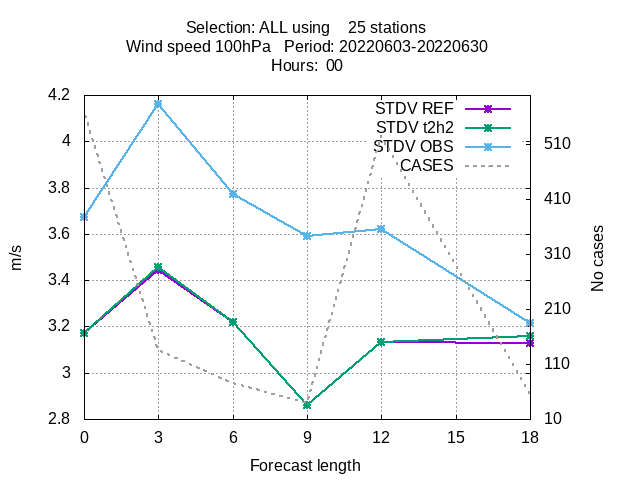 Selection: ALL using    25 stations
Wind speed 100hPa   Period: 20220603-20220630
Hours:  00
STDV REF
STDV t2h2
STDV OBS
CASES
4.2
4
3.8
3.6
3.4
3.2
3
2.8
510
410
310
210
110
10
m/s
No cases
0 3 6 9 12 15 18
Forecast length